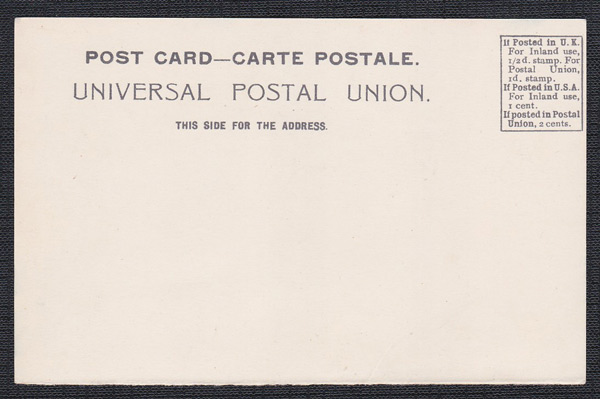 POST CARD—CARTE POSTALE.
UNIVERSAL POSTAL UNION.
THIS SIDE FOR THE ADDRESS.
If Posted in U.K.
For Inland use,
1/2d. stamp. For
Postal Union,
1d. stamp.
If Posted in U.S.A.
For Inland use,
1 cent.
If posted in Postal
Union, 2 cents.